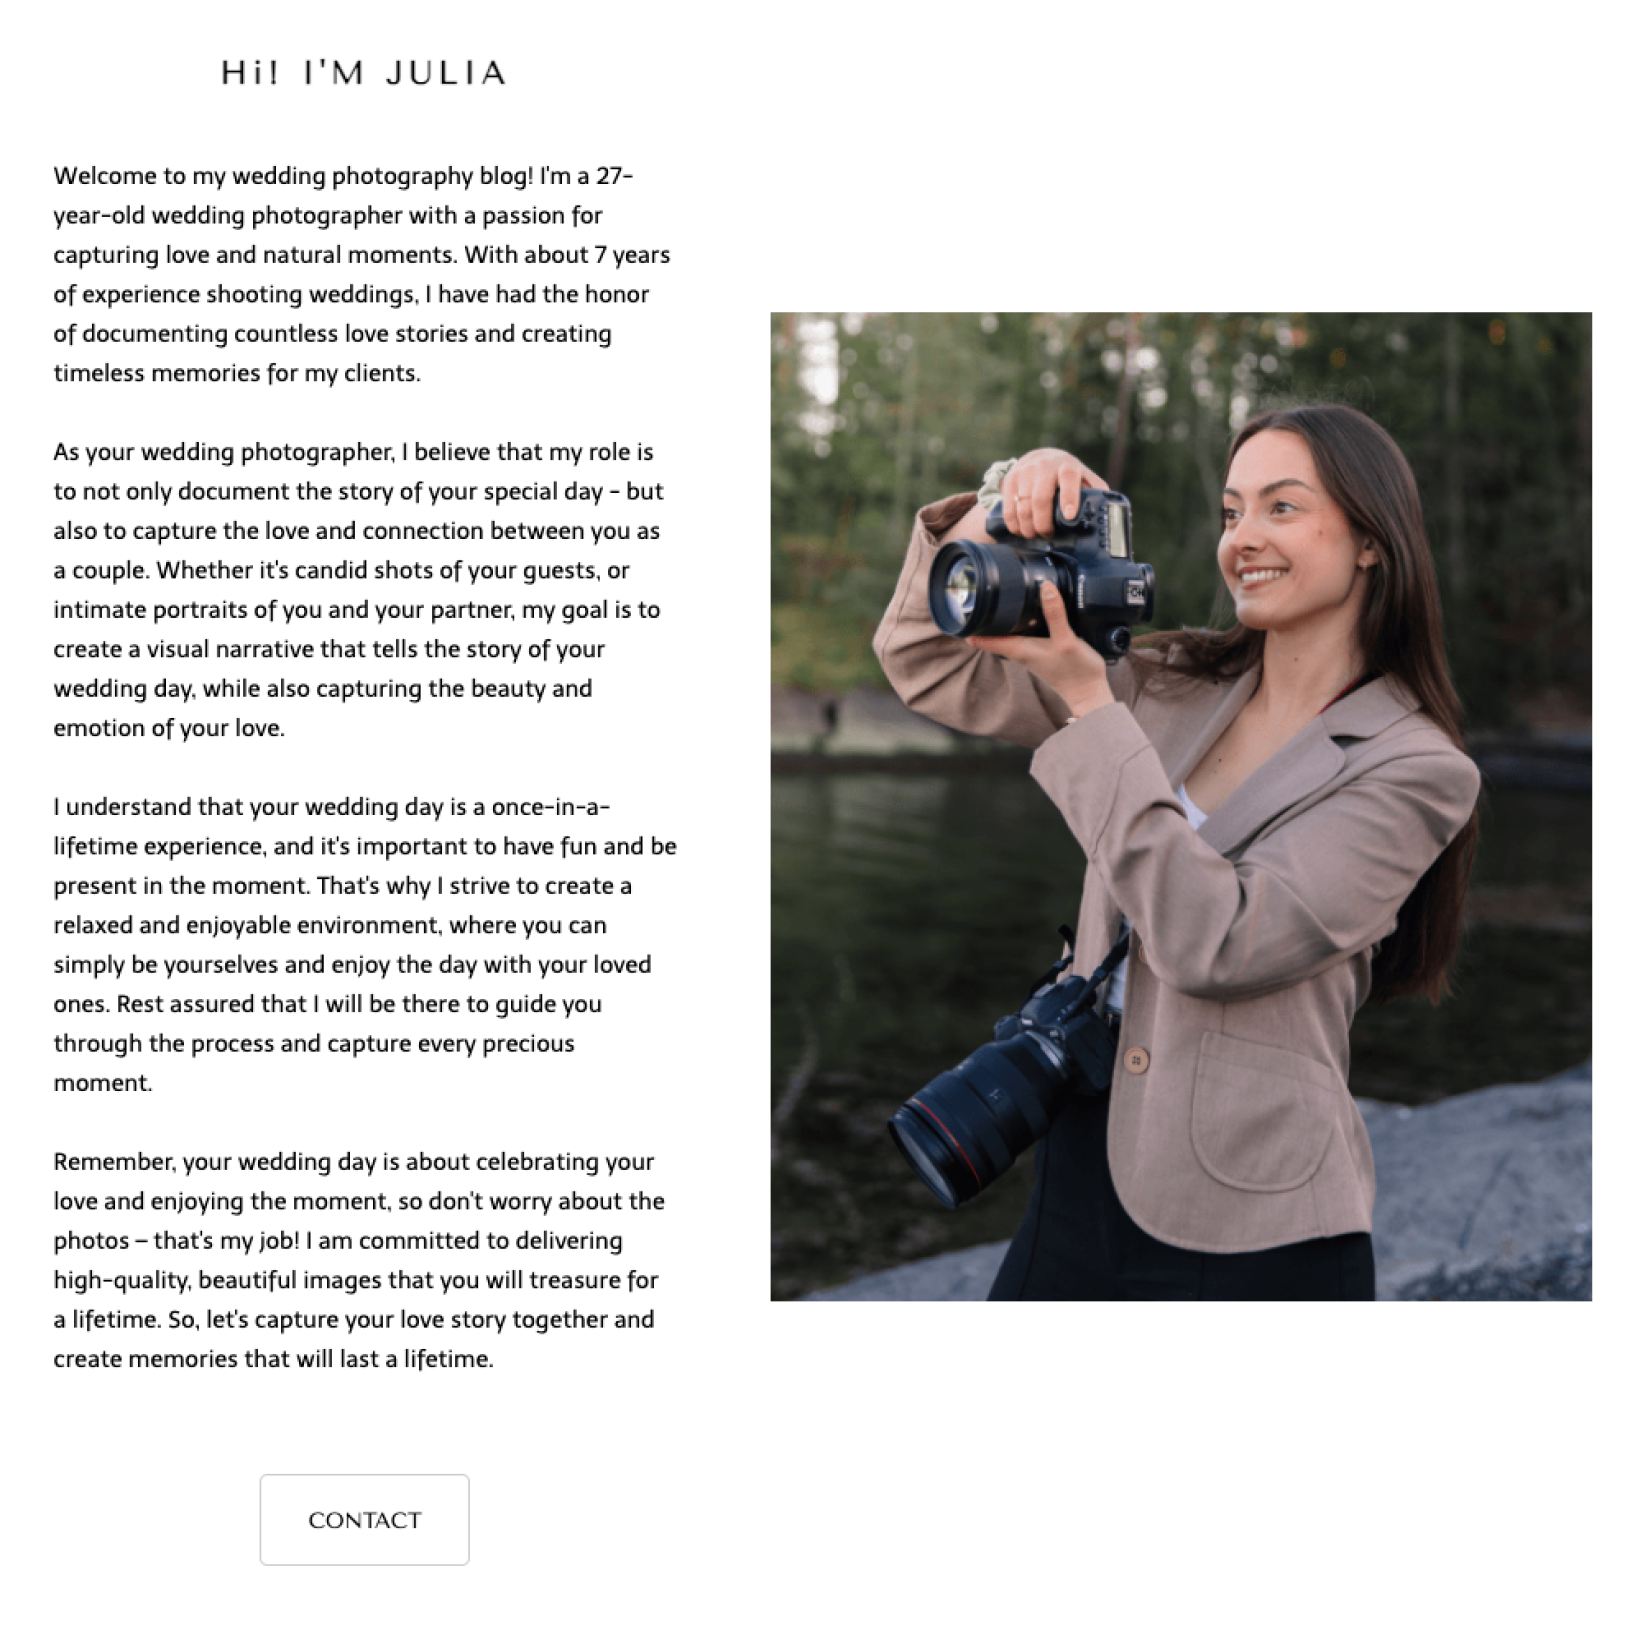 Hi! I'M JULIA
Welcome to my wedding photography blog! I'm a 27-
year-old wedding photographer with a passion for
capturing love and natural moments. With about 7 years
of experience shooting weddings, I have had the honor
of documenting countless love stories and creating
timeless memories for my clients.
As your wedding photographer, I believe that my role is
to not only document the story of your special day - but
also to capture the love and connection between you as
a couple. Whether it's candid shots of your guests, or
intimate portraits of you and your partner, my goal is to
create a visual narrative that tells the story of your
wedding day, while also capturing the beauty and
emotion of your love.
I understand that your wedding day is a once-in-a-
lifetime experience, and it's important to have fun and be
present in the moment. That's why I strive to create a
relaxed and enjoyable environment, where you can
simply be yourselves and enjoy the day with your loved
ones. Rest assured that I will be there to guide you
through the process and capture every precious
moment.
Remember, your wedding day is about celebrating your
love and enjoying the moment, so don't worry about the
photos – that's my job! I am committed to delivering
high-quality, beautiful images that you will treasure for
a lifetime. So, let's capture your love story together and
create memories that will last a lifetime.
CONTACT